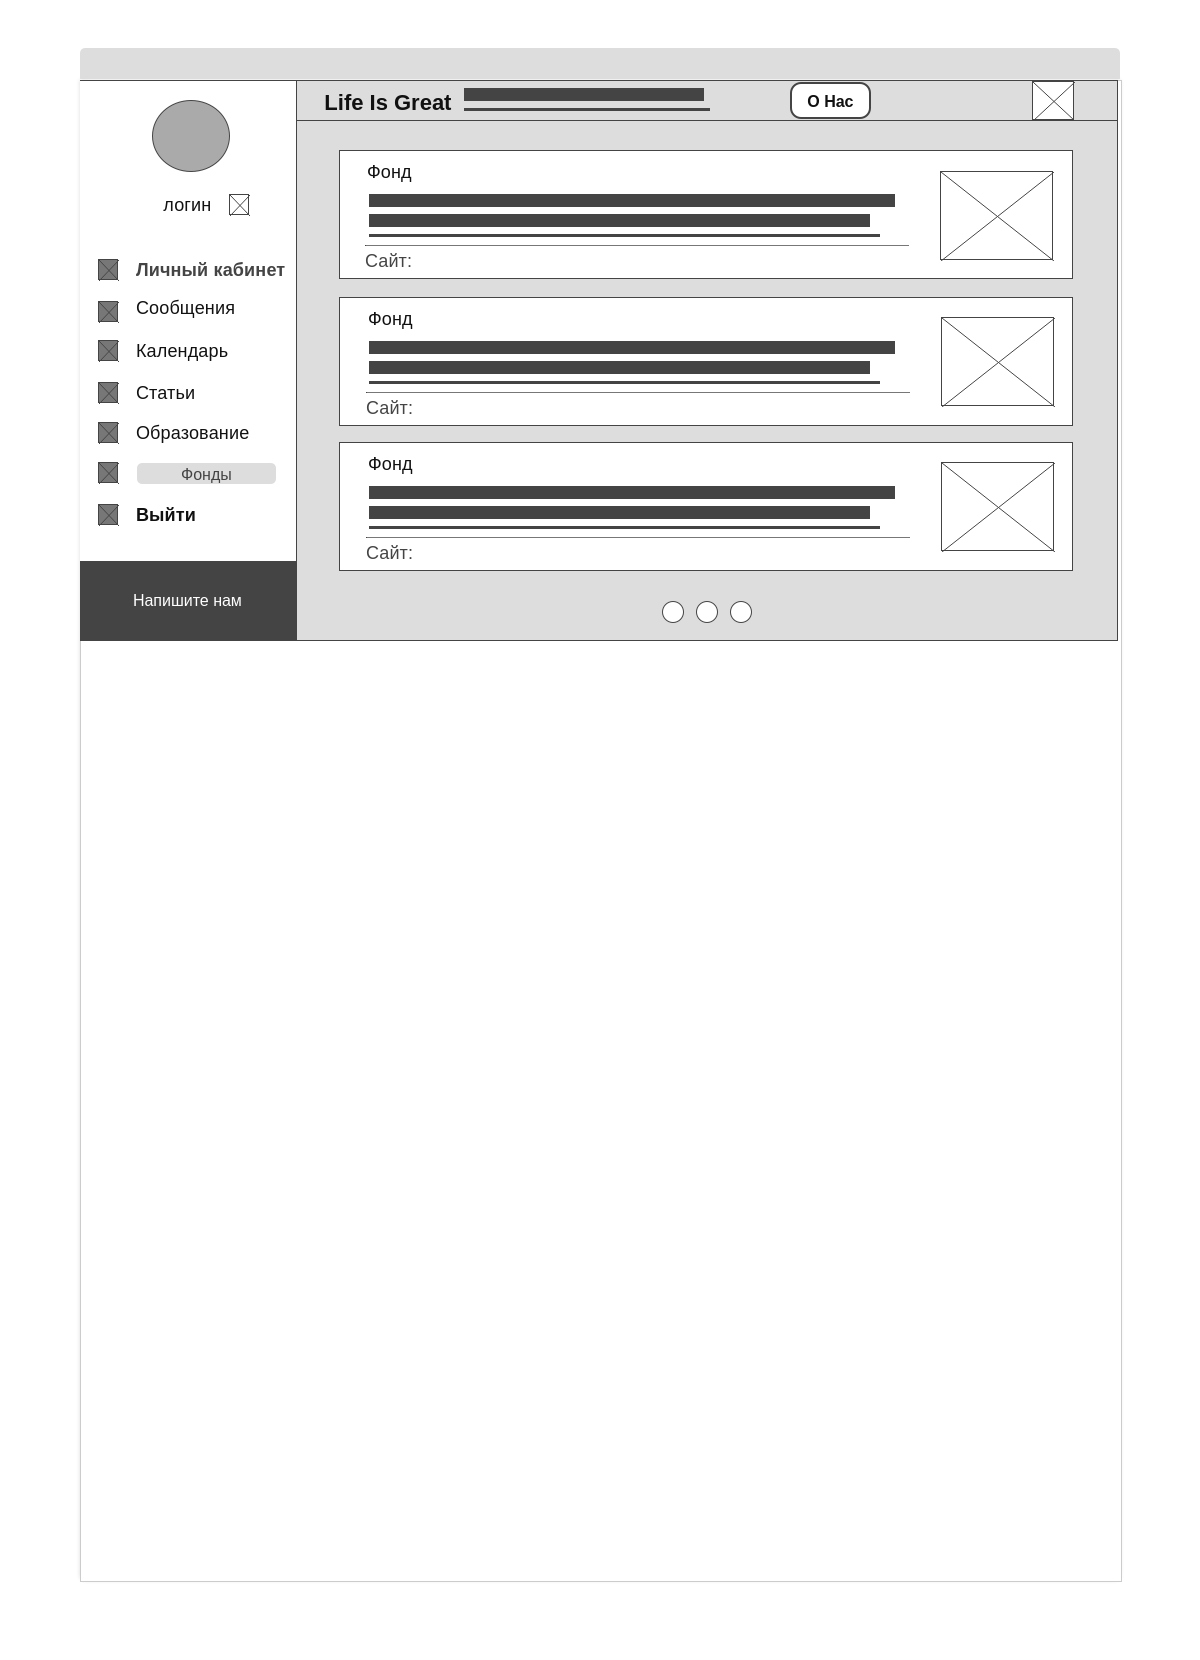 Life Is Great
О Нас
логин
Личный кабинет
Сообщения
Календарь
Статьи
Образование
Фонды
Выйти
Напишите нам
Фонд
Сайт:
Фонд
Сайт:
Фонд
Сайт: